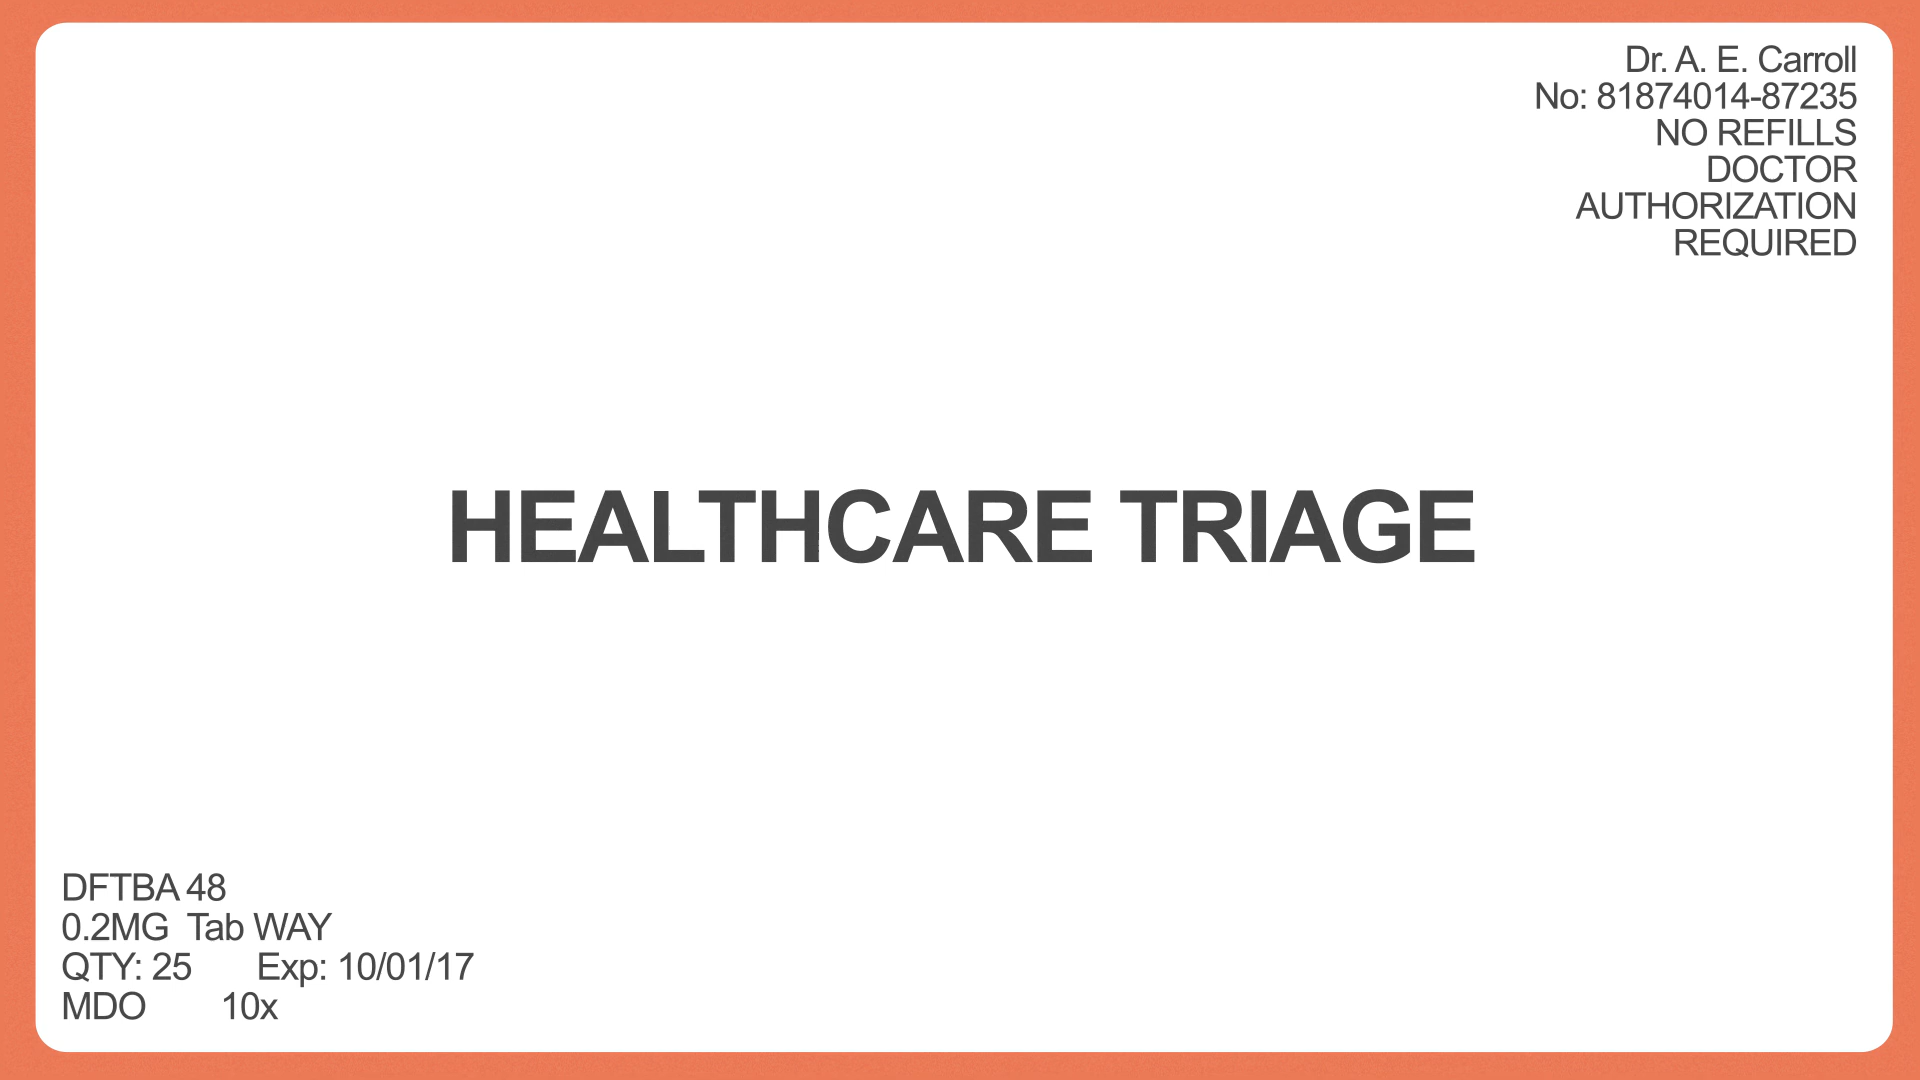 Dr. A. E. Carroll
No: 81874014-87235
NO REFILLS
DOCTOR
AUTHORIZATION
REQUIRED
HEALTHCARE TRIAGE
DFTBA 48
0.2MG Tab WAY
QTY: 25 Exp: 10/01/17
MDO 10x